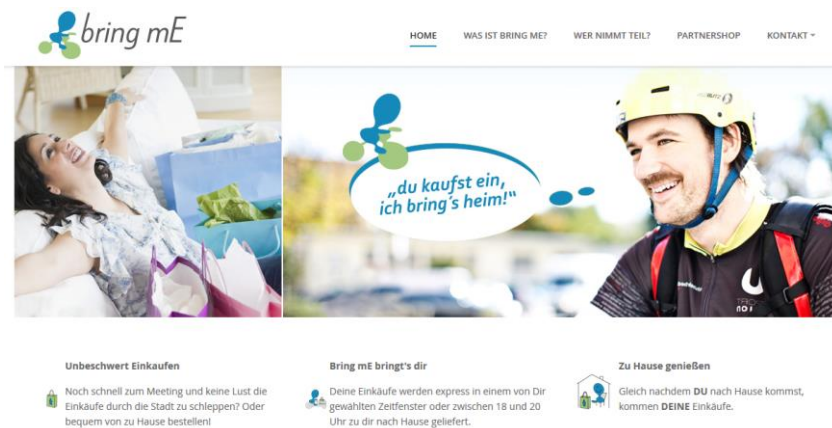 bring mE
HOME WAS IST BRING ME? WER NIMMT TEIL? PARTNERSHOP KONTAKT
„du kaufst ein,
ich bring´s heim!“
Unbeschwert Einkaufen
Noch schnell zum Meeting und keine Lust die
Einkäufe durch die Stadt zu schleppen? Oder
bequem von zu Hause bestellen!
Bring mE bringt's dir
Deine Einkäufe werden express in einem von Dir
gewählten Zeitfenster oder zwischen 18 und 20
Uhr zu dir nach Hause geliefert.
Zu Hause genießen
Gleich nachdem DU nach Hause kommst,
kommen DEINE Einkäufe.